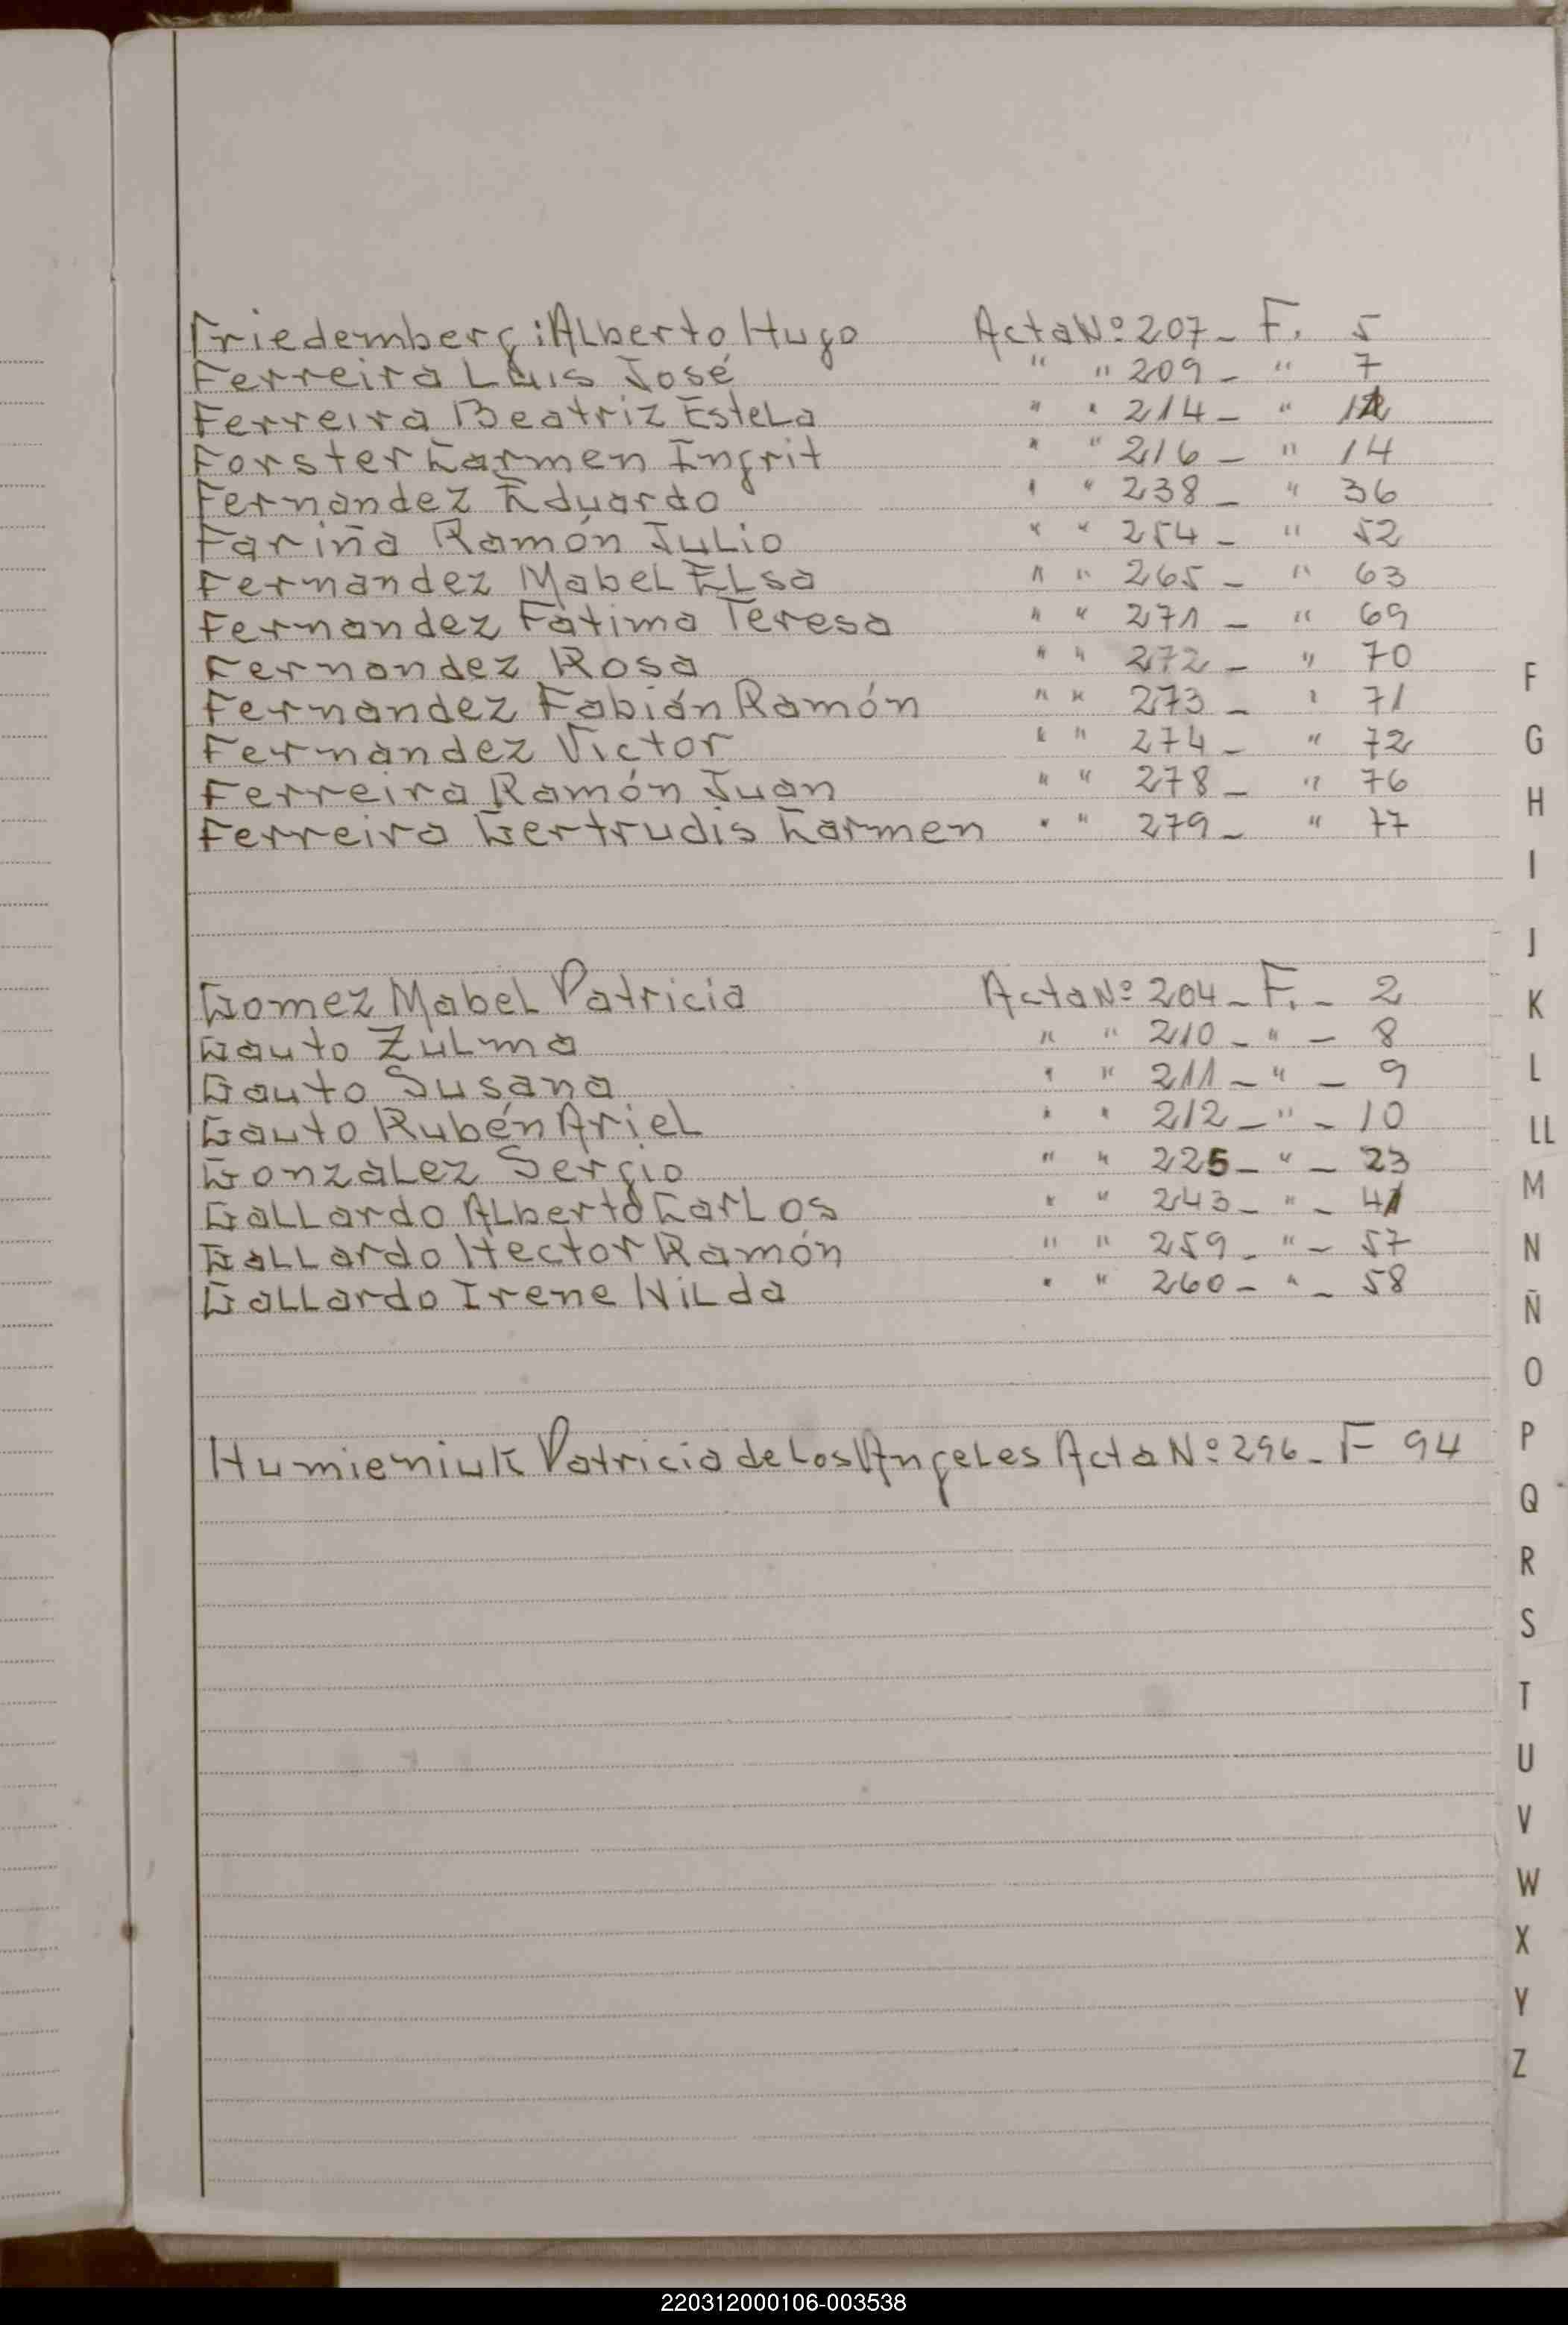 Friedemberg: Alberto Hugo Acta Nº 207 - F. 5
Ferreira Luis José " " 209 - " 7
Ferreira Beatriz Estela " " 214 - " 12
Forster Carmen Ingrit " " 216 - " 14
Fernandez Eduardo " " 238 - " 36
Fariña Ramón Julio " " 254 - " 52
Fernandez Mabel Elsa " " 265 - " 63
Fernandez Fátima Teresa " " 271 - " 69
Fernandez Rosa " " 272 - " 70
Fernandez Fabián Ramón " " 273 - " 71
Fernandez Victor " " 274 - " 72
Ferreira Ramón Juan " " 278 - " 76
Ferreira Gertrudis Carmen " " 279 - " 77
Gomez Mabel Patricia Acta Nº 204 - F. - 2
Gauto Zulma " " 210 - " - 8
Gauto Susana " " 211 - " - 9
Gauto Rubén Ariel " " 212 - " - 10
Gonzalez Sergio " " 225 - " - 23
Gallardo Alberto Carlos " " 243 - " - 41
Gallardo Hector Ramón " " 259 - " - 57
Gallardo Irene Nilda " " 260 - " - 58
Humieniuk Patricia de Los Angeles Acta Nº 296 - F 94
F
G
H
I
J
K
L
LL
M
N
Ñ
O
P
Q
R
S
T
U
V
W
X
Y
Z
220312000106-003538